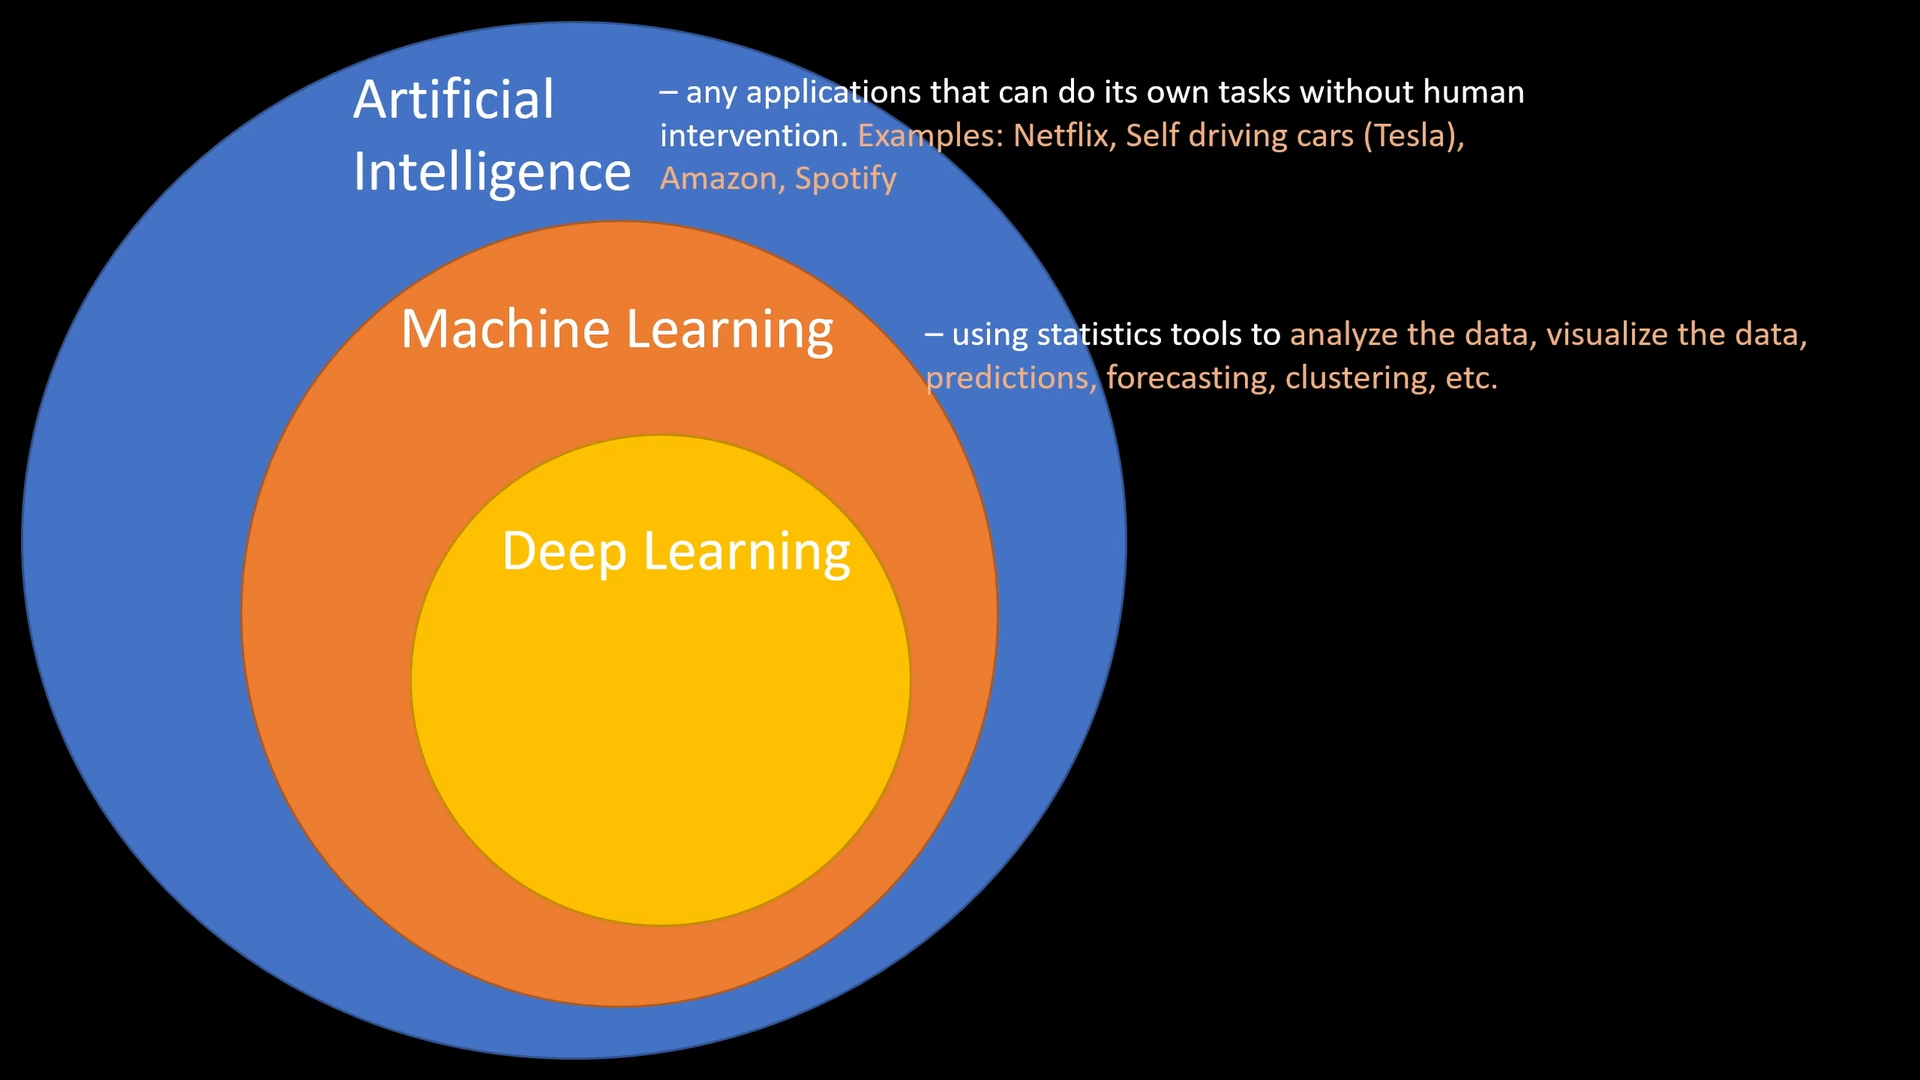 Artificial
Intelligence
– any applications that can do its own tasks without human
intervention. Examples: Netflix, Self driving cars (Tesla),
Amazon, Spotify
Machine Learning
– using statistics tools to analyze the data, visualize the data,
predictions, forecasting, clustering, etc.
Deep Learning